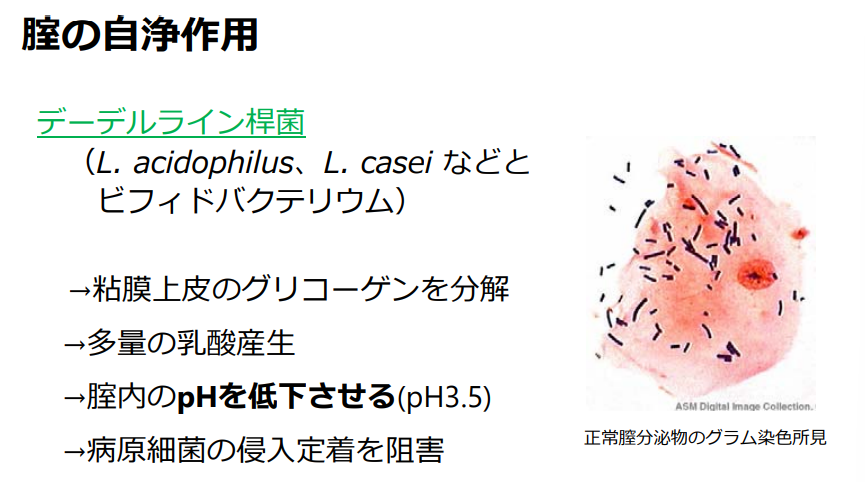 腟の自浄作用
デーデルライン桿菌
（L. acidophilus、L. casei などと
ビフィドバクテリウム）
→粘膜上皮のグリコーゲンを分解
→多量の乳酸産生
→腟内のpHを低下させる(pH3.5)
→病原細菌の侵入定着を阻害
ASM Digital Image Collection.
正常膣分泌物のグラム染色所見